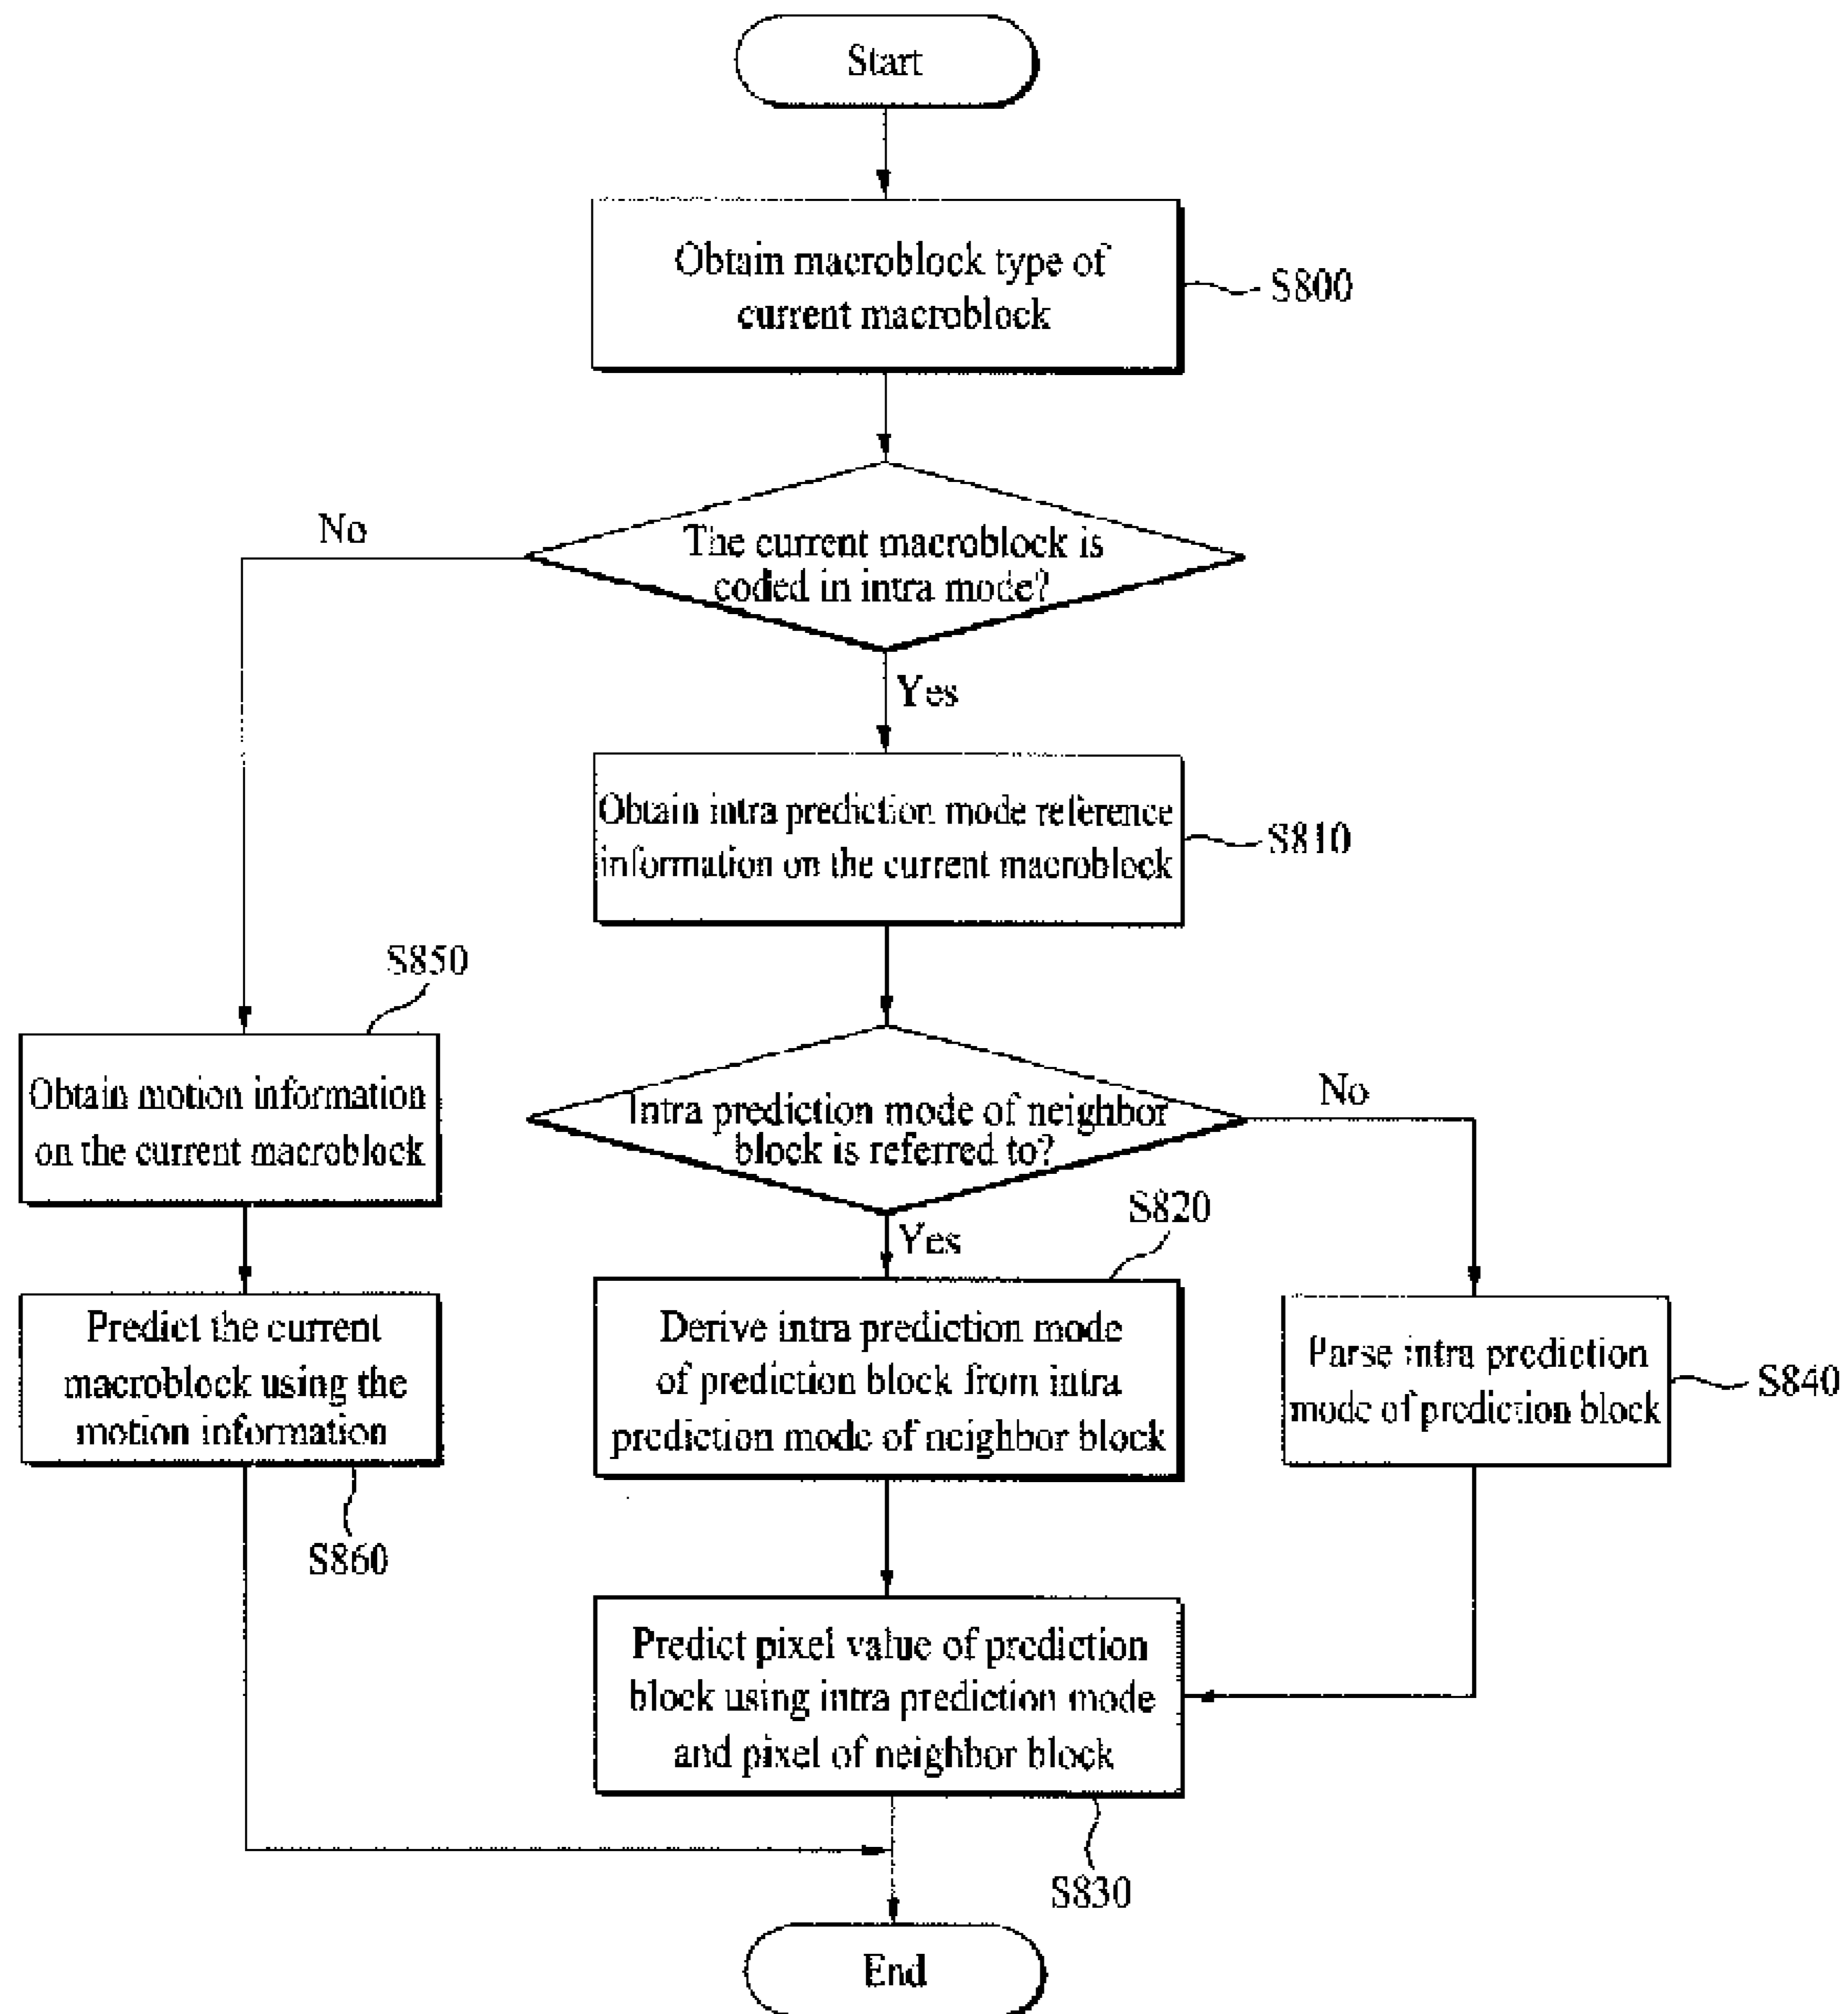 Start
Obtain macroblock type of
current macroblock
S800
The current macroblock is
coded in intra mode?
No
Yes
Obtain intra prediction mode reference
information on the current macroblock
S810
S850
Obtain motion information
on the current macroblock
Intra prediction mode of neighbor
block is referred to?
No
Yes
S820
Predict the current
macroblock using the
motion information
S860
Derive intra prediction mode
of prediction block from intra
prediction mode of neighbor block
Parse intra prediction
mode of prediction block
S840
Predict pixel value of prediction
block using intra prediction mode
and pixel of neighbor block
S830
End